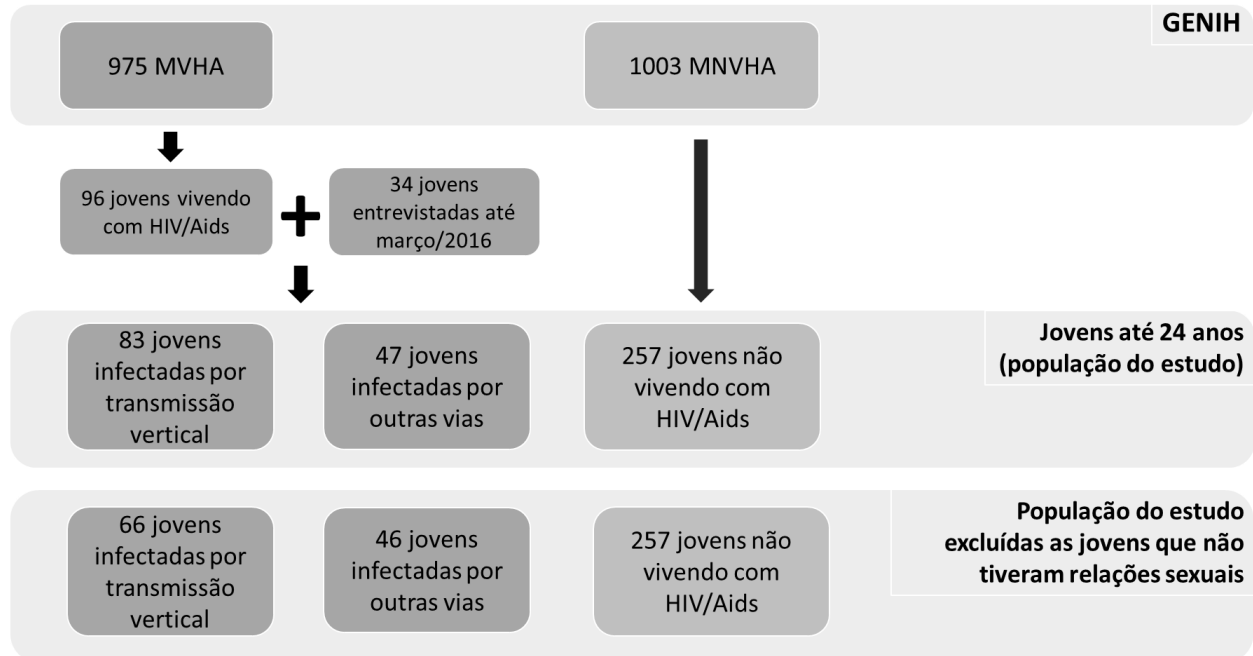 GENIH
975 MVHA
1003 MNVHA
96 jovens vivendo
com HIV/Aids
34 jovens
entrevistadas até
março/2016
Jovens até 24 anos
(população do estudo)
83 jovens
infectadas por
transmissão
vertical
47 jovens
infectadas por
outras vias
257 jovens não
vivendo com
HIV/Aids
População do estudo
excluídas as jovens que não
tiveram relações sexuais
66 jovens
infectadas por
transmissão
vertical
46 jovens
infectadas por
outras vias
257 jovens não
vivendo com
HIV/Aids